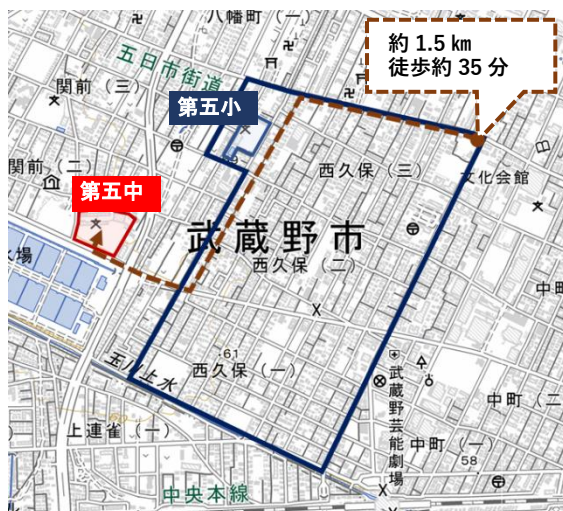 八幡町（一）
五日市街道
約 1.5 ㎞
徒歩約 35 分
関前（三）
第五小
関前（二）
西久保（三）
文化会館
第五中
武蔵野市
水場
西久保（二）
中町
61
玉川上水
西久保（一）
武蔵野芸能劇場
中町（二
上連雀（一）
中町（一）
58
中央本線